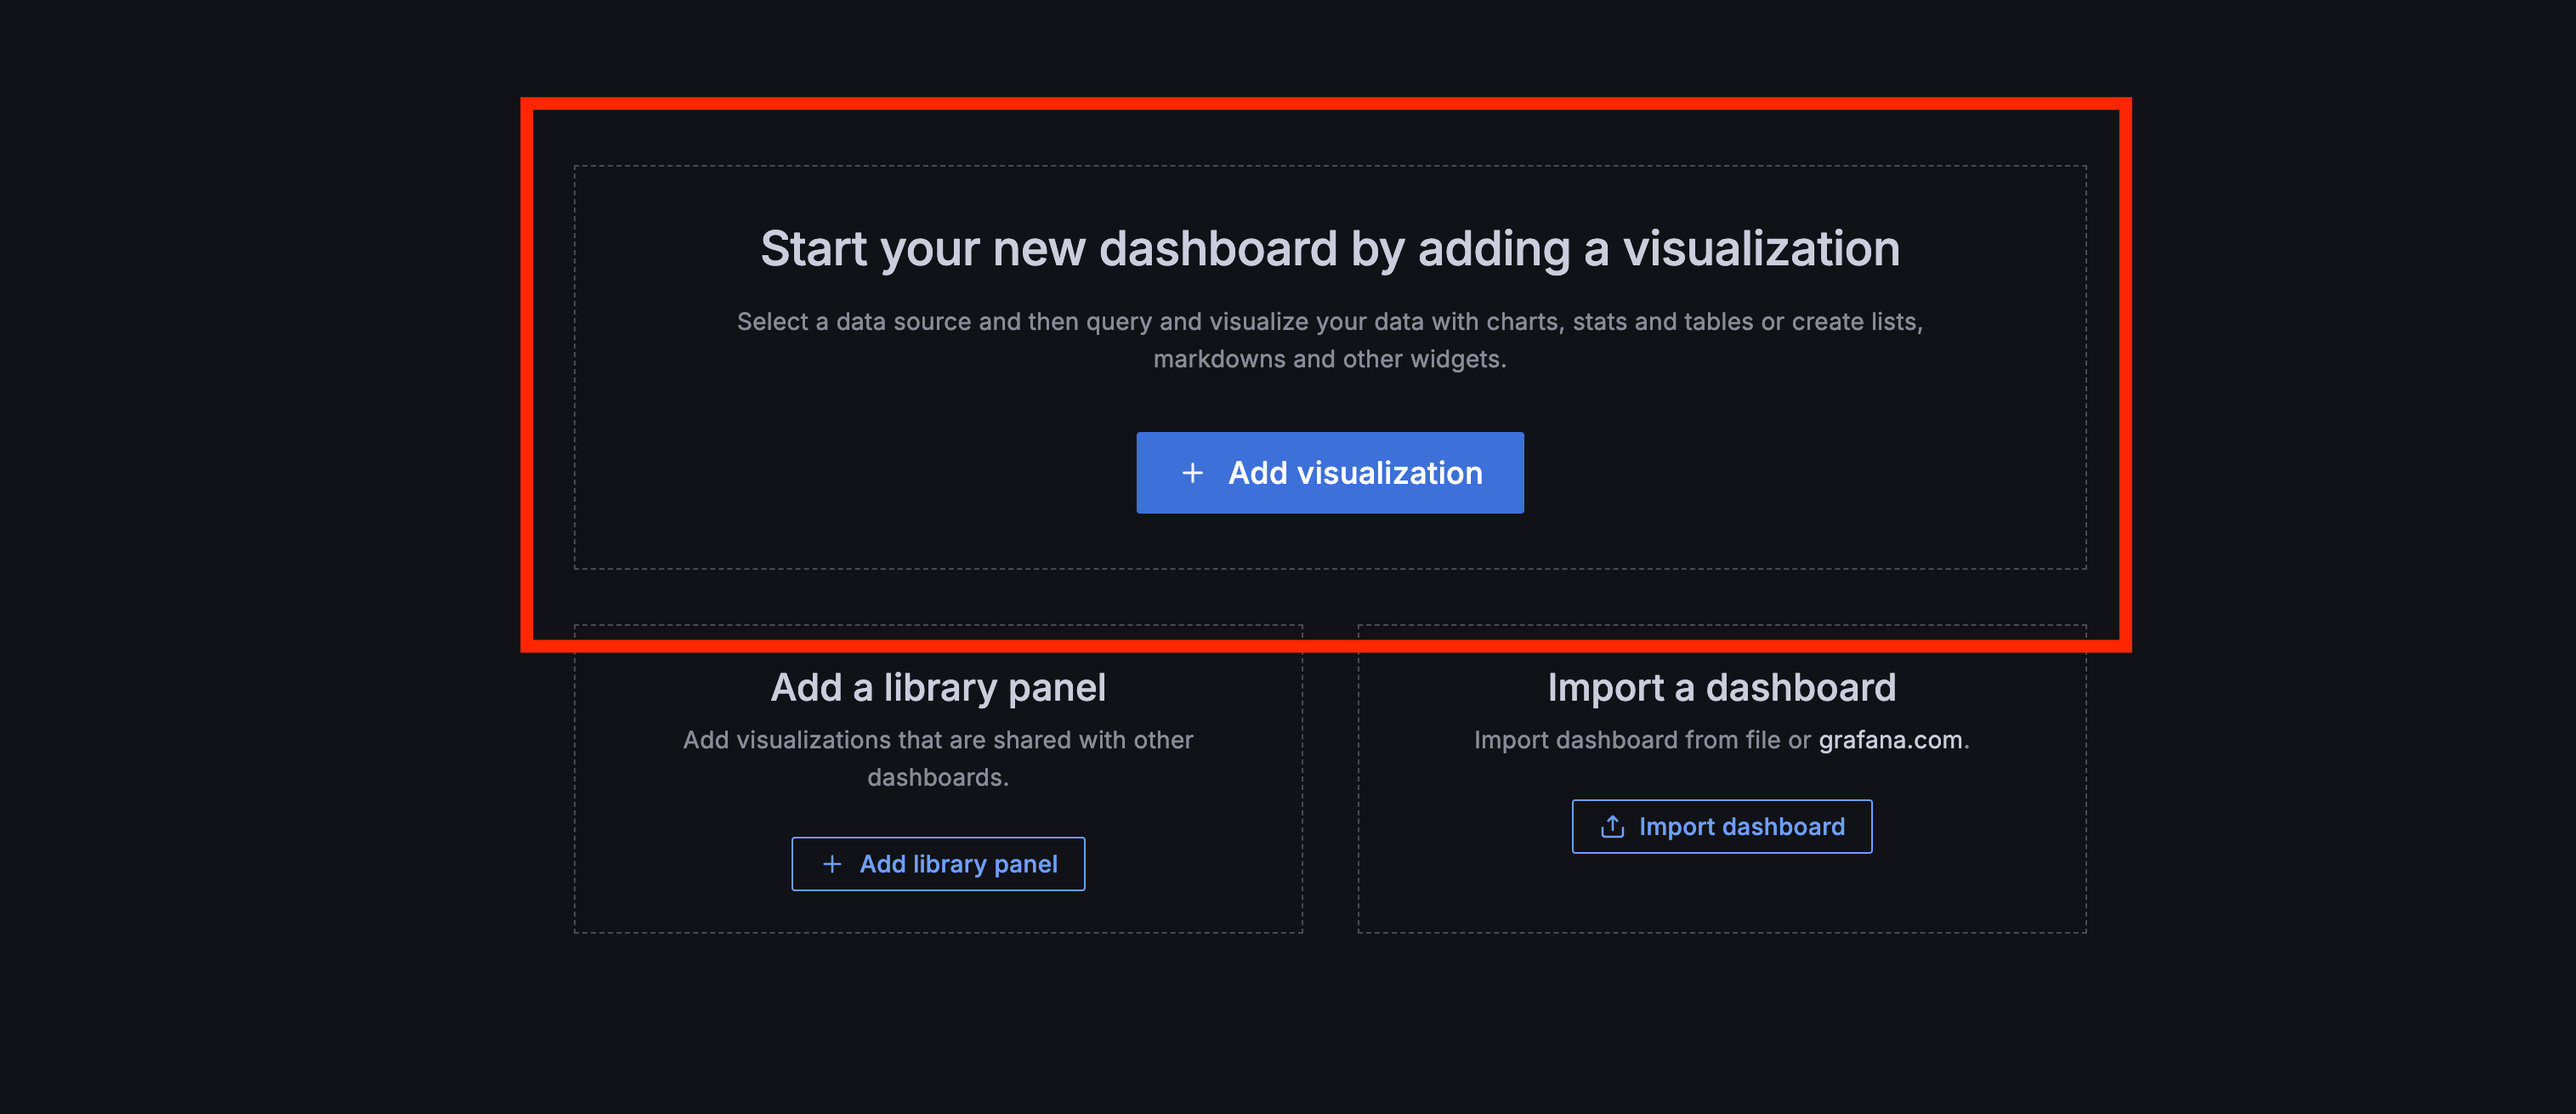 Start your new dashboard by adding a visualization
Select a data source and then query and visualize your data with charts, stats and tables or create lists,
markdowns and other widgets.
+ Add visualization
Add a library panel
Add visualizations that are shared with other
dashboards.
+ Add library panel
Import a dashboard
Import dashboard from file or grafana.com.
Import dashboard